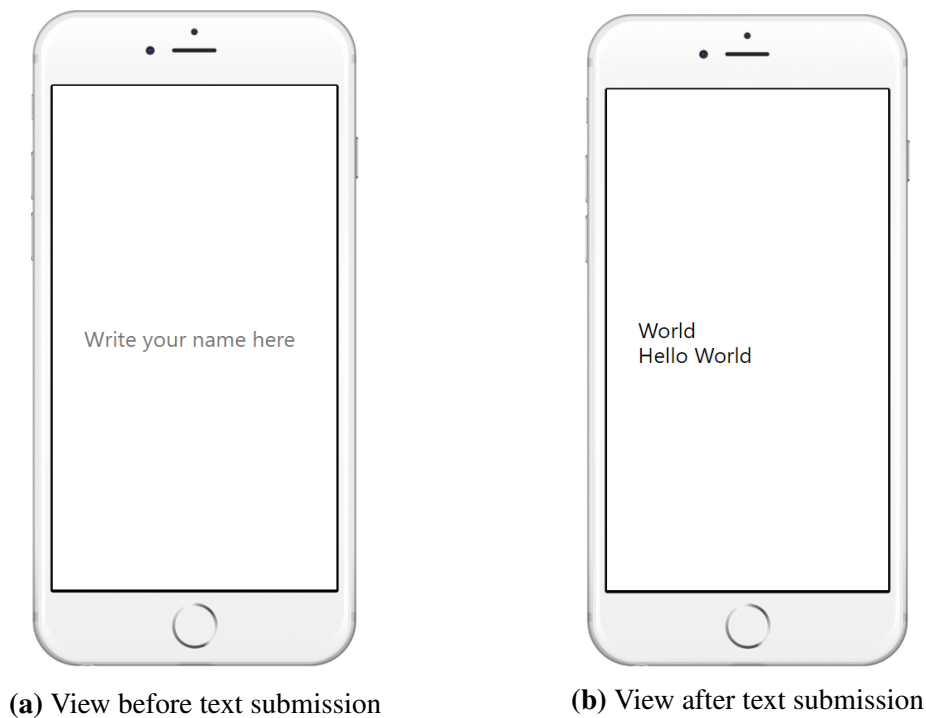 Write your name here
World
Hello World
(a) View before text submission
(b) View after text submission